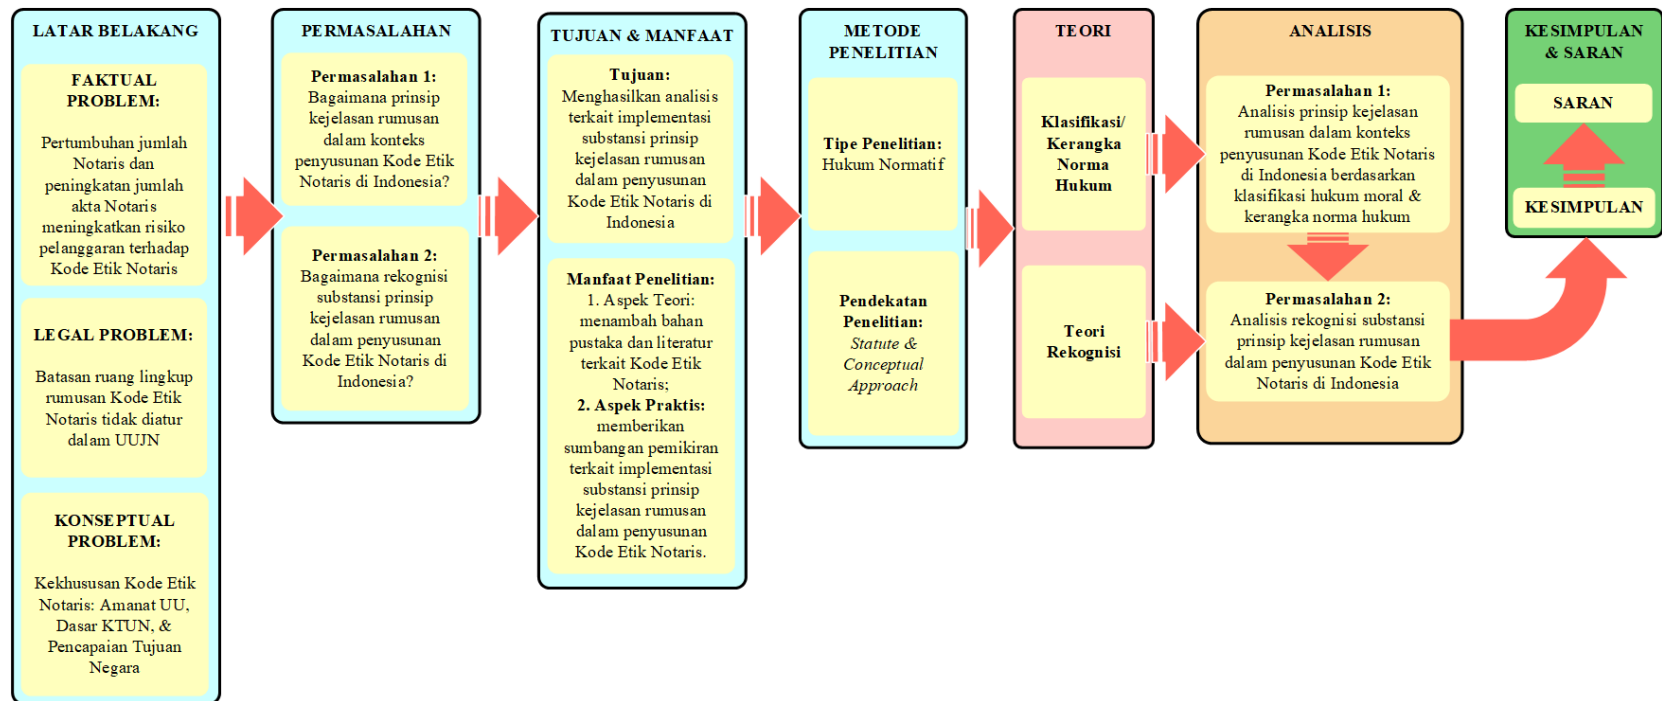 LATAR BELAKANG
FAKTUAL
PROBLEM:
Pertumbuhan jumlah
Notaris dan
peningkatan jumlah
akta Notaris
meningkatkan risiko
pelanggaran terhadap
Kode Etik Notaris
LEGAL PROBLEM:
Batasan ruang lingkup
rumusan Kode Etik
Notaris tidak diatur
dalam UUJN
KONSEPTUAL
PROBLEM:
Kekhususan Kode Etik
Notaris: Amanat UU,
Dasar KTUN, &
Pencapaian Tujuan
Negara
PERMASALAHAN
Permasalahan 1:
Bagaimana prinsip
kejelasan rumusan
dalam konteks
penyusunan Kode Etik
Notaris di Indonesia?
Permasalahan 2:
Bagaimana rekognisi
substansi prinsip
kejelasan rumusan
dalam penyusunan
Kode Etik Notaris di
Indonesia?
TUJUAN & MANFAAT
Tujuan:
Menghasilkan analisis
terkait implementasi
substansi prinsip
kejelasan rumusan
dalam penyusunan
Kode Etik Notaris di
Indonesia
Manfaat Penelitian:
1. Aspek Teori:
menambah bahan
pustaka dan literatur
terkait Kode Etik
Notaris;
2. Aspek Praktis:
memberikan
sumbangan pemikiran
terkait implementasi
substansi prinsip
kejelasan rumusan
dalam penyusunan
Kode Etik Notaris.
METODE
PENELITIAN
Tipe Penelitian:
Hukum Normatif
Pendekatan
Penelitian:
Statute &
Conceptual
Approach
TEORI
Klasifikasi/
Kerangka
Norma
Hukum
Teori
Rekognisi
ANALISIS
Permasalahan 1:
Analisis prinsip kejelasan
rumusan dalam konteks
penyusunan Kode Etik Notaris
di Indonesia berdasarkan
klasifikasi hukum moral &
kerangka norma hukum
Permasalahan 2:
Analisis rekognisi substansi
prinsip kejelasan rumusan
dalam penyusunan Kode Etik
Notaris di Indonesia
KESIMPULAN
& SARAN
SARAN
KESIMPULAN